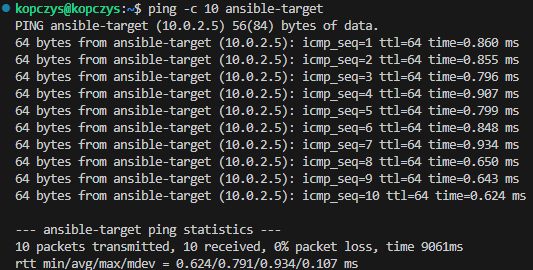 kopczys@kopczys:~$ ping -c 10 ansible-target
PING ansible-target (10.0.2.5) 56(84) bytes of data.
64 bytes from ansible-target (10.0.2.5): icmp_seq=1 ttl=64 time=0.860 ms
64 bytes from ansible-target (10.0.2.5): icmp_seq=2 ttl=64 time=0.855 ms
64 bytes from ansible-target (10.0.2.5): icmp_seq=3 ttl=64 time=0.796 ms
64 bytes from ansible-target (10.0.2.5): icmp_seq=4 ttl=64 time=0.907 ms
64 bytes from ansible-target (10.0.2.5): icmp_seq=5 ttl=64 time=0.799 ms
64 bytes from ansible-target (10.0.2.5): icmp_seq=6 ttl=64 time=0.848 ms
64 bytes from ansible-target (10.0.2.5): icmp_seq=7 ttl=64 time=0.934 ms
64 bytes from ansible-target (10.0.2.5): icmp_seq=8 ttl=64 time=0.650 ms
64 bytes from ansible-target (10.0.2.5): icmp_seq=9 ttl=64 time=0.643 ms
64 bytes from ansible-target (10.0.2.5): icmp_seq=10 ttl=64 time=0.624 ms
--- ansible-target ping statistics ---
10 packets transmitted, 10 received, 0% packet loss, time 9061ms
rtt min/avg/max/mdev = 0.624/0.791/0.934/0.107 ms